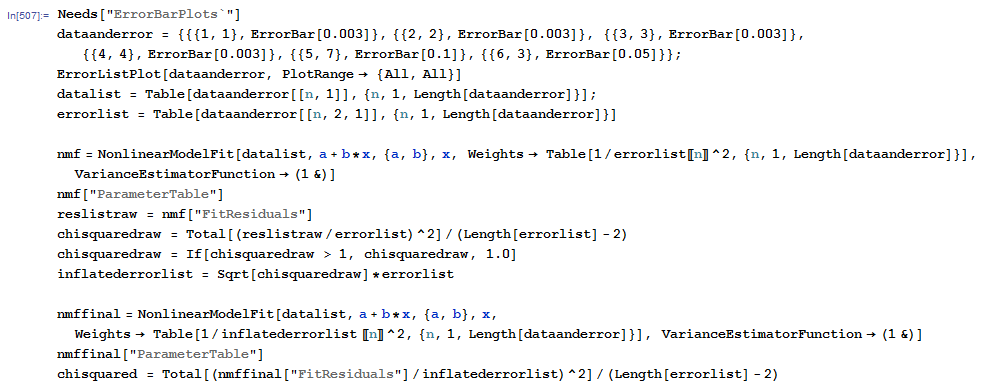 In[507]:= Needs["ErrorBarPlots`"]
dataanderror = {{{1, 1}, ErrorBar[0.003]}, {{2, 2}, ErrorBar[0.003]}, {{3, 3}, ErrorBar[0.003]},
{{4, 4}, ErrorBar[0.003]}, {{5, 7}, ErrorBar[0.1]}, {{6, 3}, ErrorBar[0.05]}};
ErrorListPlot[dataanderror, PlotRange → {All, All}]
datalist = Table[dataanderror[[n, 1]], {n, 1, Length[dataanderror]}];
errorlist = Table[dataanderror[[n, 2, 1]], {n, 1, Length[dataanderror]}]
nmf = NonlinearModelFit[datalist, a + b*x, {a, b}, x, Weights → Table[1/errorlist〚n〛^2, {n, 1, Length[dataanderror]}],
VarianceEstimatorFunction → (1 &)]
nmf["ParameterTable"]
reslistraw = nmf["FitResiduals"]
chisquaredraw = Total[(reslistraw/errorlist)^2]/(Length[errorlist] - 2)
chisquaredraw = If[chisquaredraw > 1, chisquaredraw, 1.0]
inflatederrorlist = Sqrt[chisquaredraw]*errorlist
nmffinal = NonlinearModelFit[datalist, a + b*x, {a, b}, x,
Weights → Table[1/inflatederrorlist〚n〛^2, {n, 1, Length[dataanderror]}], VarianceEstimatorFunction → (1 &)]
nmffinal["ParameterTable"]
chisquared = Total[(nmffinal["FitResiduals"]/inflatederrorlist)^2]/(Length[errorlist] - 2)